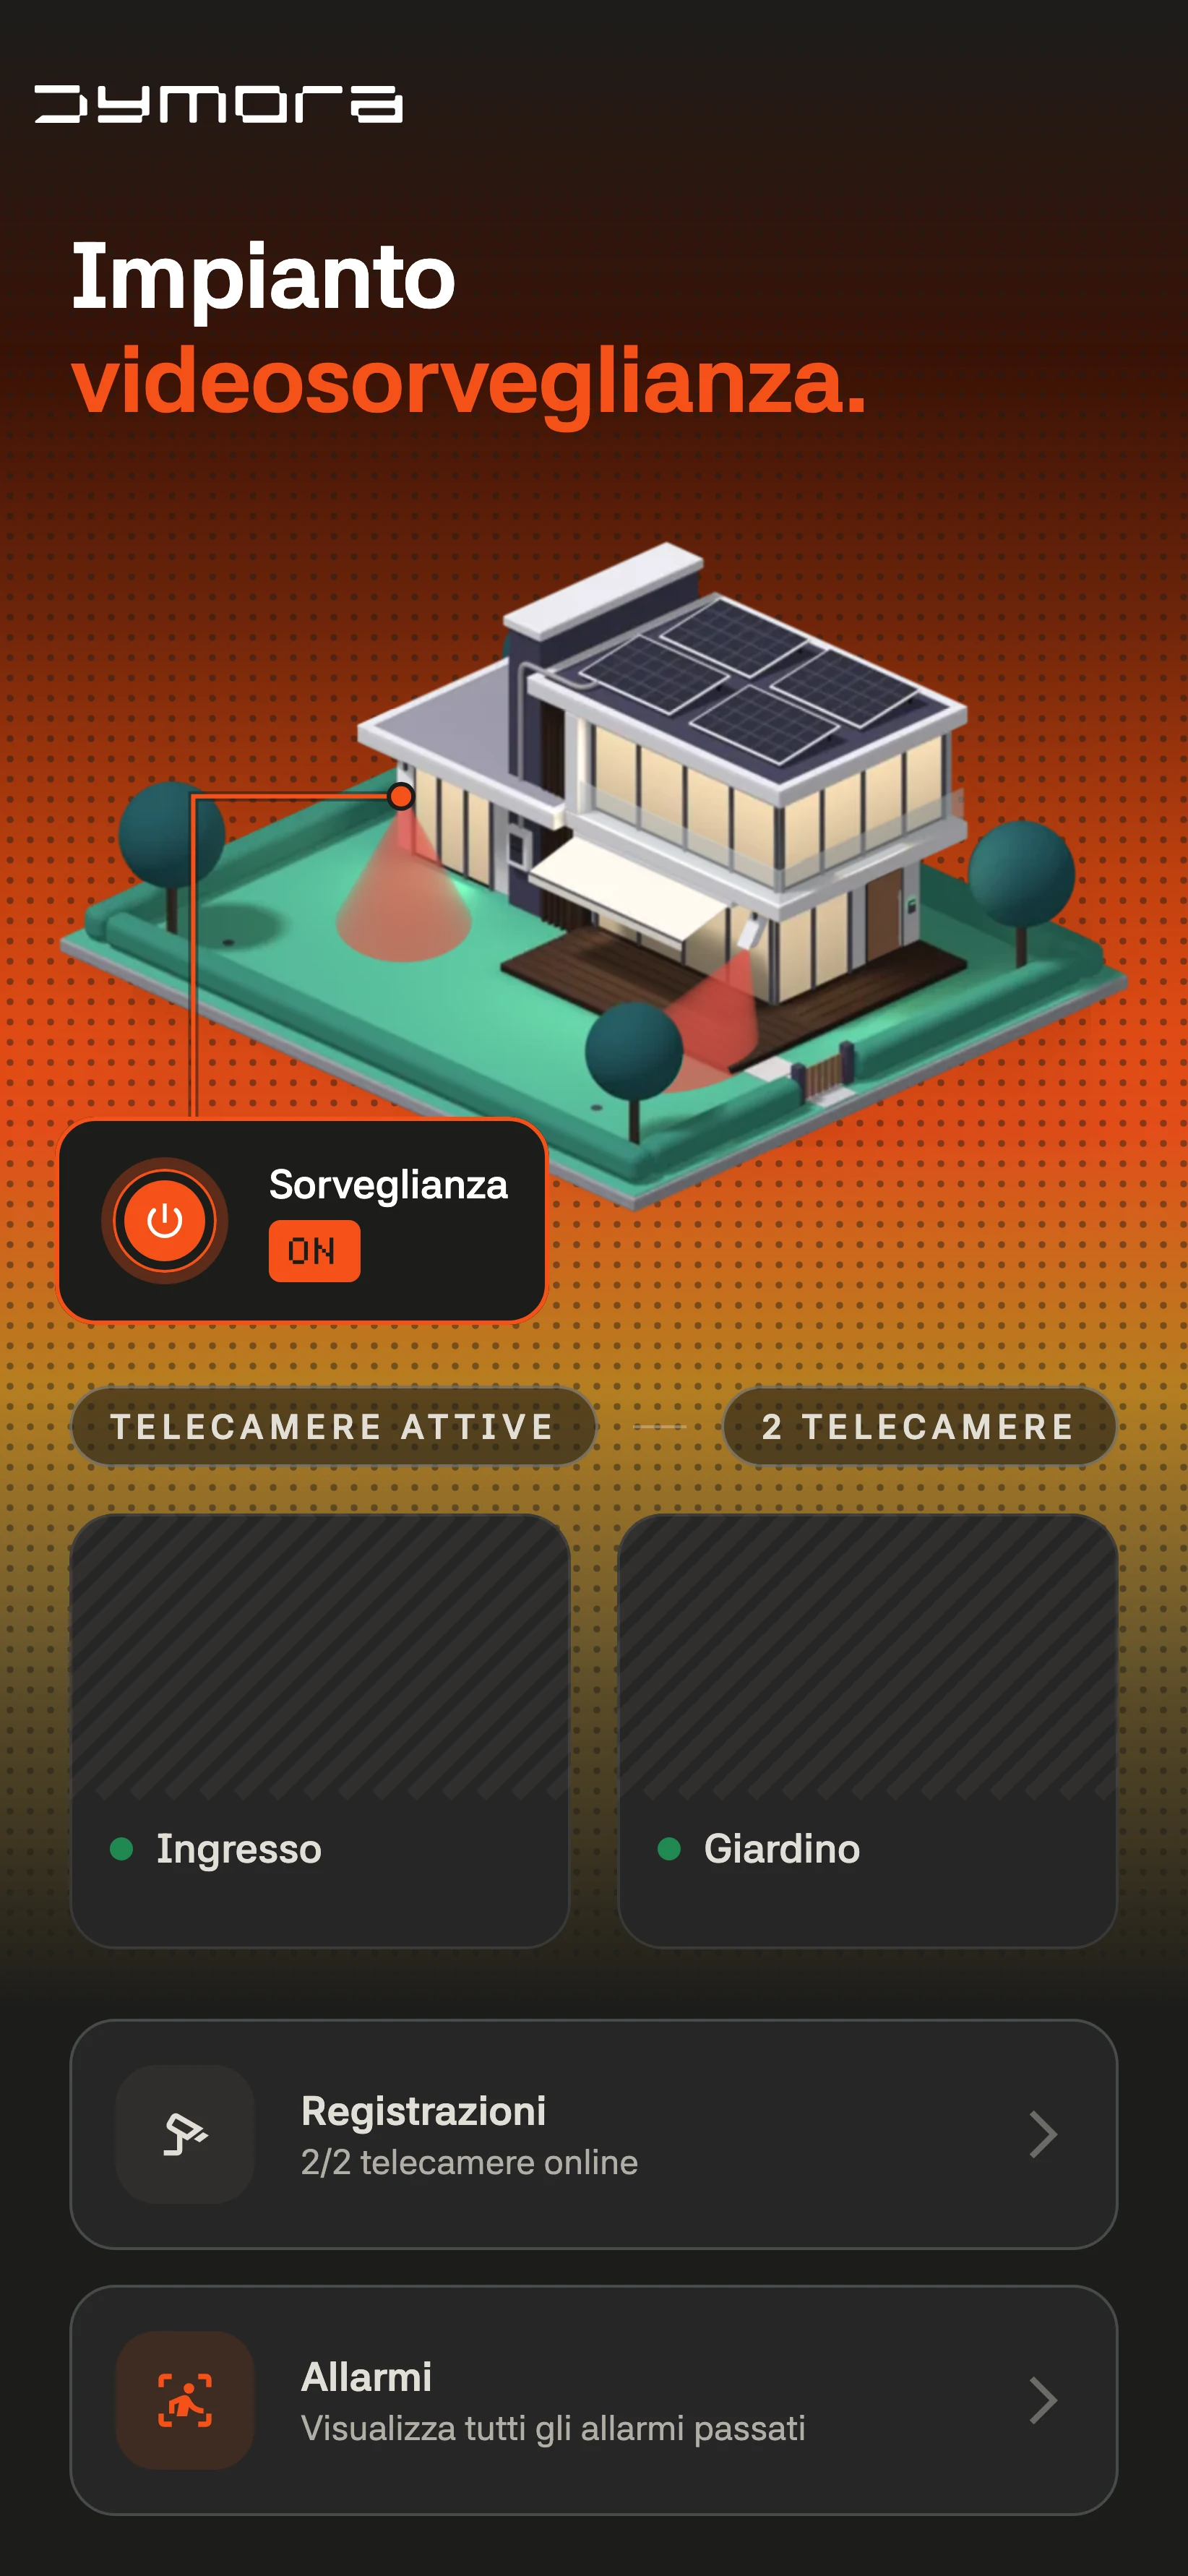 Dymora
Impianto
videosorveglianza.
Sorveglianza
ON
TELECAMERE ATTIVE
2 TELECAMERE
Ingresso
Giardino
Registrazioni
2/2 telecamere online
Allarmi
Visualizza tutti gli allarmi passati